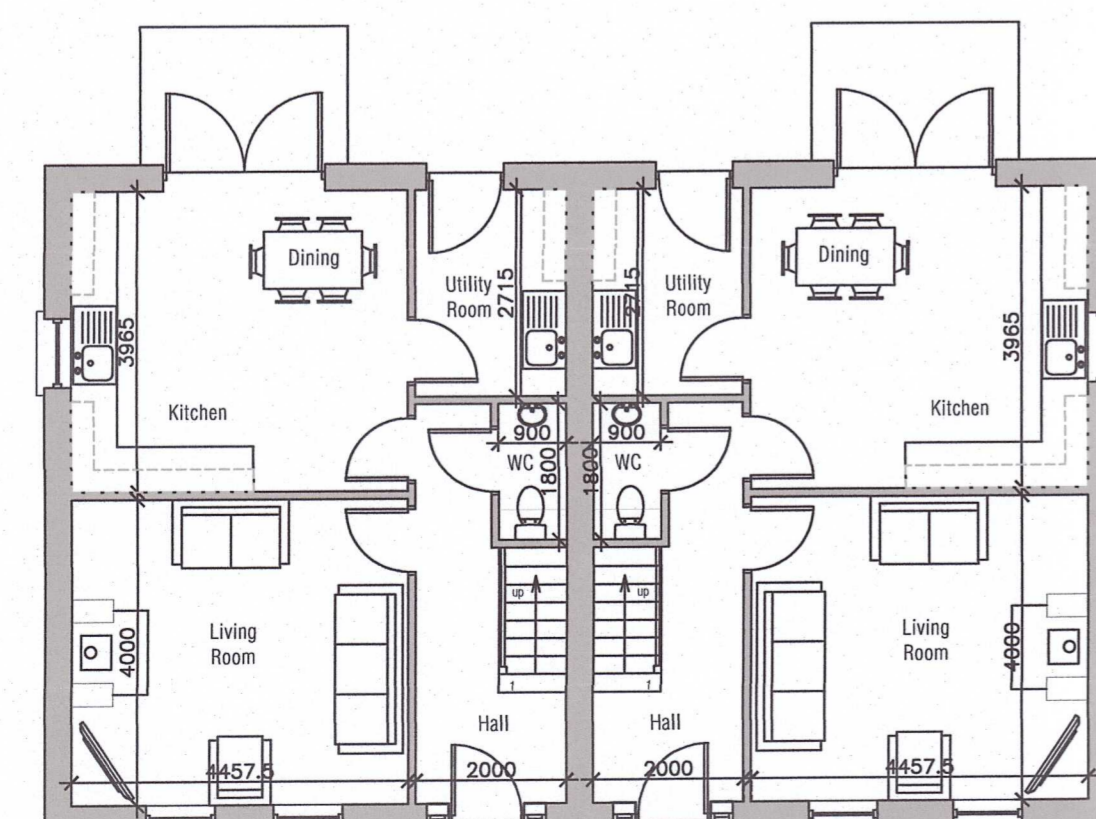 Dining
Utility
Room
2715
3965
Kitchen
900
WC
1800
up
1
Living
Room
4000
Hall
4457.5
2000
2715
Utility
Room
Dining
3965
Kitchen
900
WC
1800
up
1
Living
Room
4000
Hall
2000
4457.5